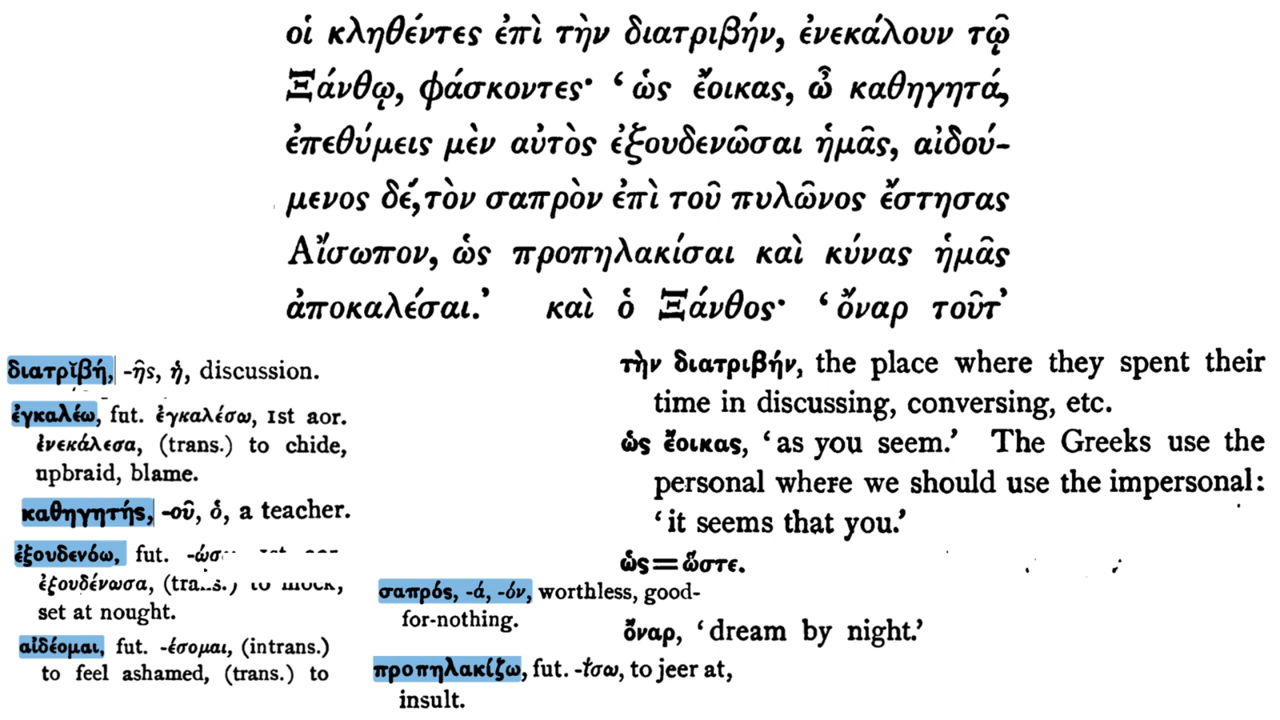 οἱ κληθέντες ἐπὶ τὴν διατριβήν, ἐνεκάλουν τῷ
Ξάνθῳ, φάσκοντες· ‘ὡς ἔοικας, ὦ καθηγητά,
ἐπεθύμεις μὲν αὐτὸς ἐξουδενῶσαι ἡμᾶς, αἰδού-
μενος δέ, τὸν σαπρὸν ἐπὶ τοῦ πυλῶνος ἔστησας
Αἴσωπον, ὡς προπηλακίσαι καὶ κύνας ἡμᾶς
ἀποκαλέσαι.’ καὶ ὁ Ξάνθος· ‘ὄναρ τοῦτ’
διατρῐβή, -ῆς, ἡ, discussion.
ἐγκαλέω, fut. ἐγκαλέσω, 1st aor.
ἐνεκάλεσα, (trans.) to chide,
upbraid, blame.
καθηγητής, -οῦ, ὁ, a teacher.
ἐξουδενόω, fut. -ώσω
ἐξουδένωσα, (trans.) to mock,
set at nought.
αἰδέομαι, fut. -έσομαι, (intrans.)
to feel ashamed, (trans.) to
σαπρός, -ά, -όν, worthless, good-
for-nothing.
προπηλακίζω, fut. -ῐσω, to jeer at,
insult.
τὴν διατριβήν, the place where they spent their
time in discussing, conversing, etc.
ὡς ἔοικας, ‘as you seem.’ The Greeks use the
personal where we should use the impersonal:
‘it seems that you.’
ὡς=ὥστε.
ὄναρ, ‘dream by night.’